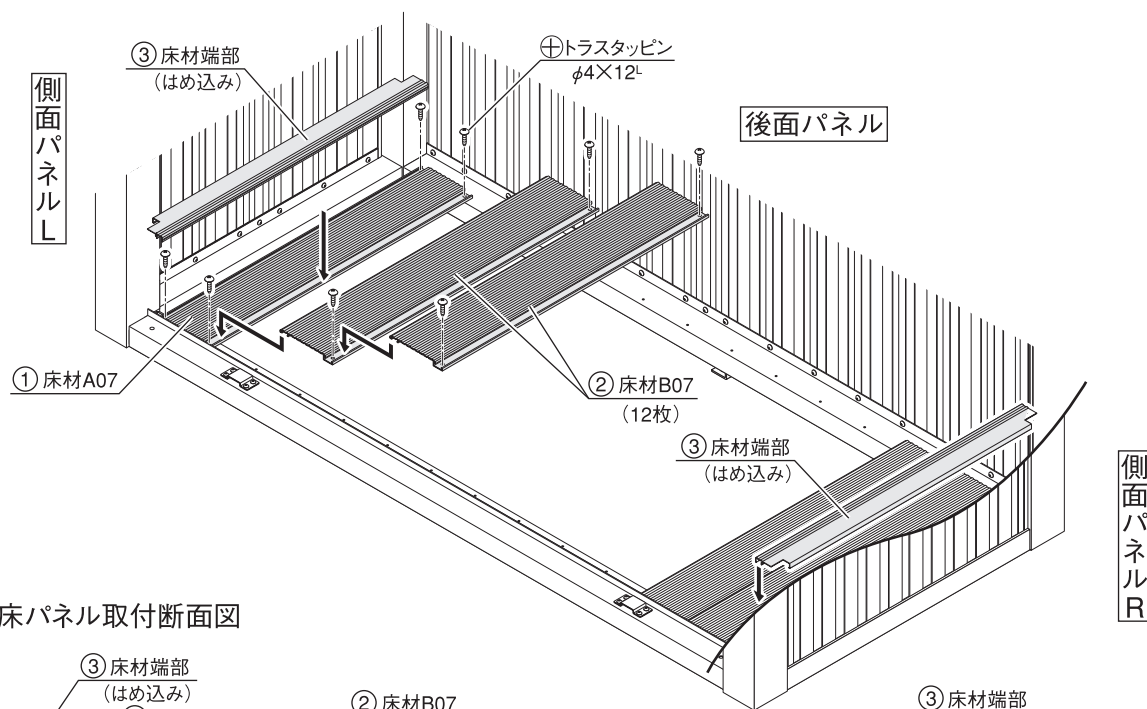 ③ 床材端部
(はめ込み)
⊕トラスタッピン
φ4×12L
側面パネルL
後面パネル
① 床材A07
② 床材B07
(12枚)
③ 床材端部
(はめ込み)
側面パネルR
床パネル取付断面図
③ 床材端部
(はめ込み)
② 床材B07
③ 床材端部